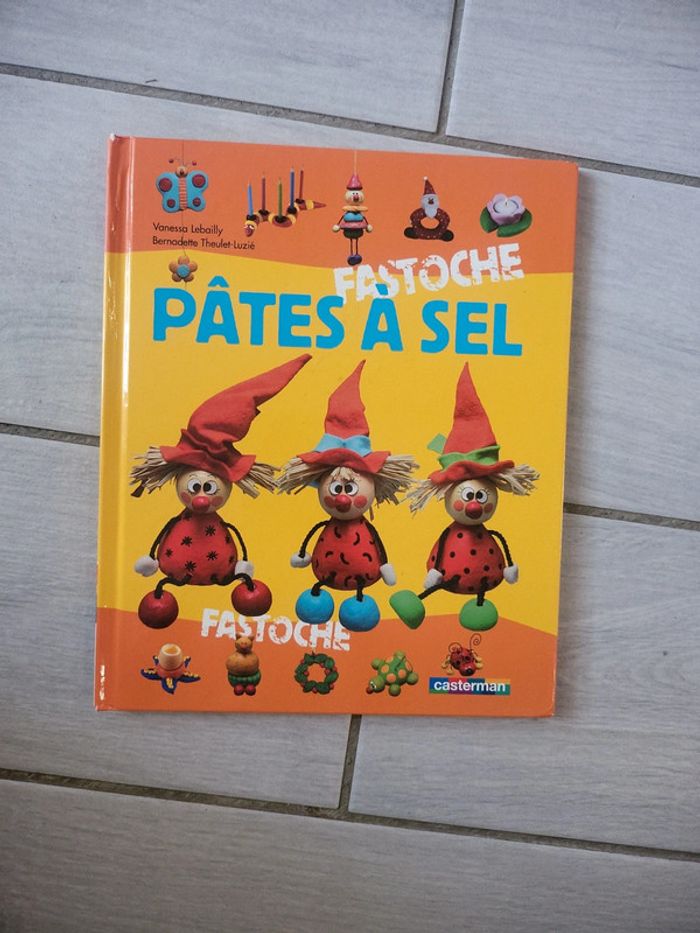 Vanessa Lebailly
Bernadette Theulet-Luzié
FASTOCHE
PÂTES À SEL
FASTOCHE
casterman